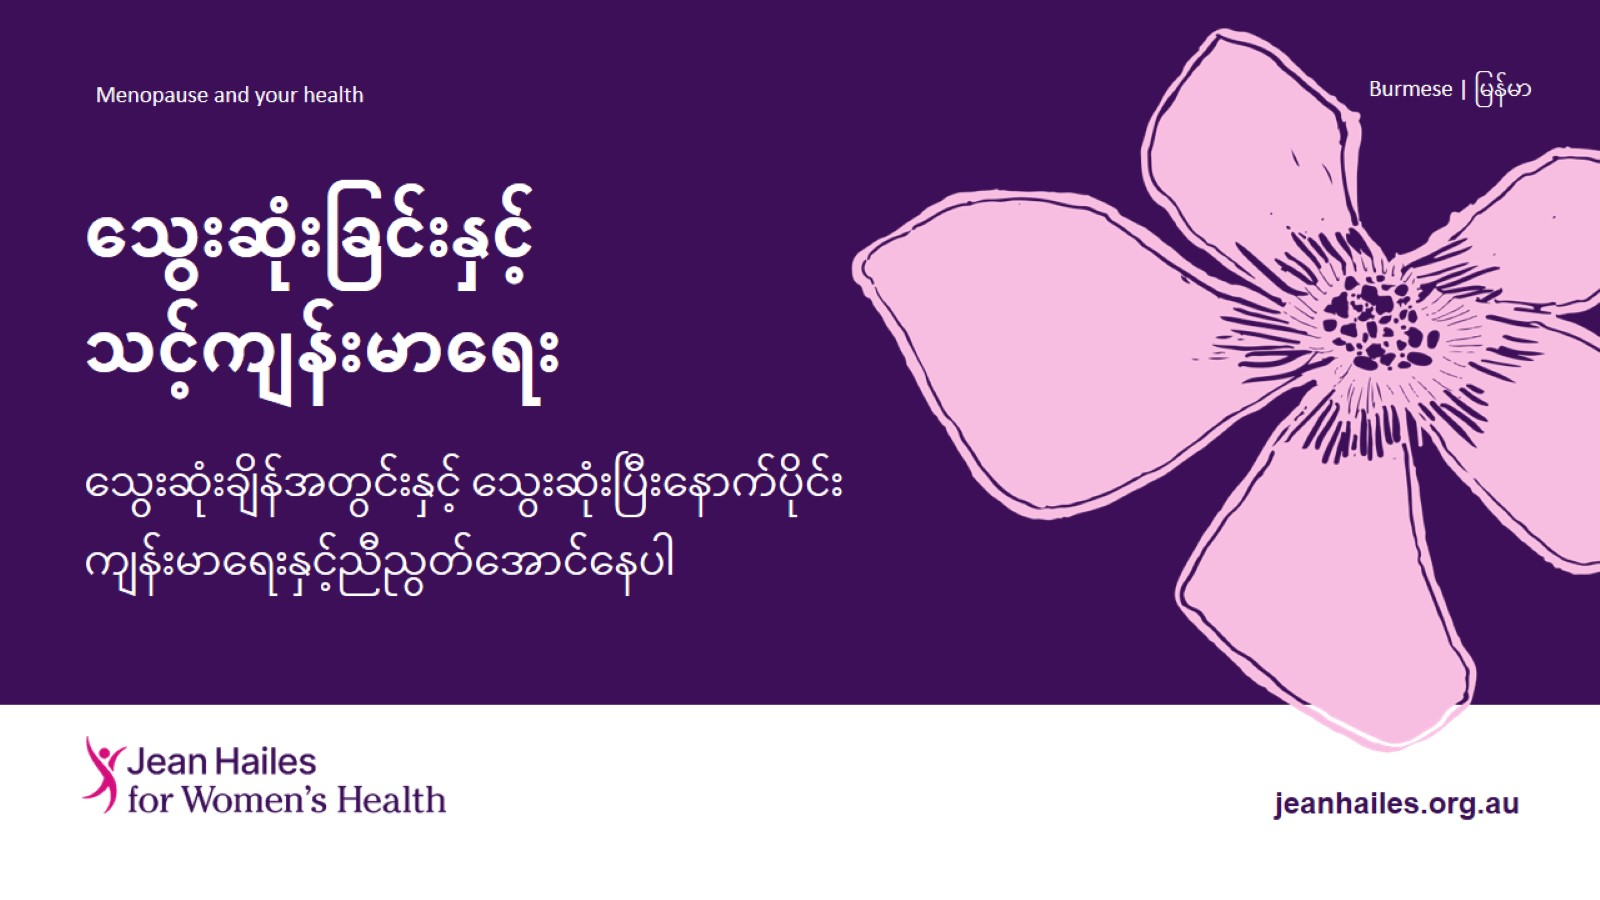 Menopause and your health
Burmese | မြန်မာ
သွေးဆုံးခြင်းနှင့်
သင့်ကျန်းမာရေး
သွေးဆုံးချိန်အတွင်းနှင့် သွေးဆုံးပြီးနောက်ပိုင်း
ကျန်းမာရေးနှင့်ညီညွတ်အောင်နေပါ
Jean Hailes
for Women's Health
jeanhailes.org.au